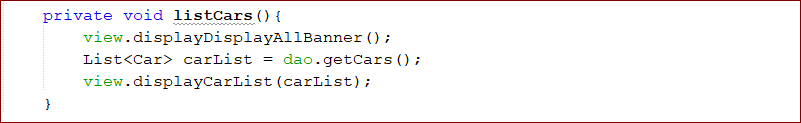 private void listCars(){
view.displayDisplayAllBanner();
List<Car> carList = dao.getCars();
view.displayCarList(carList);
}